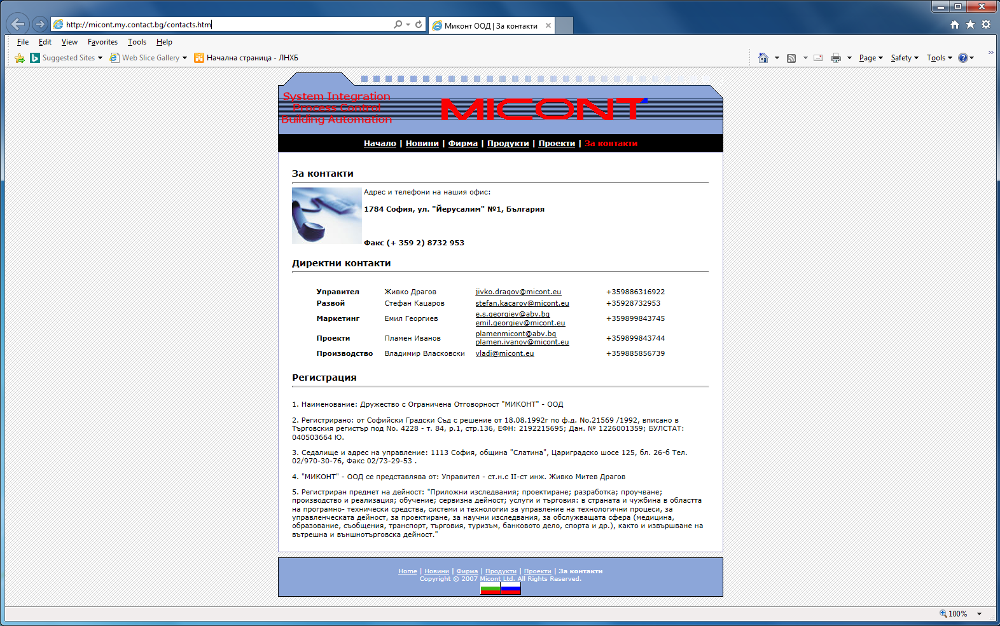 http://micont.my.contact.bg/contacts.htm
Миконт ООД | За контакти
File Edit View Favorites Tools Help
Suggested Sites Web Slice Gallery Начална страница - ЛНХБ
Page Safety Tools
System Integration
Process Control
Building Automation
MICONT
Начало | Новини | Фирма | Продукти | Проекти | За контакти
За контакти
Адрес и телефони на нашия офис:
1784 София, ул. "Йерусалим" №1, България
Факс (+ 359 2) 8732 953
Директни контакти
Управител Живко Драгов jivko.dragov@micont.eu +359886316922
Развой Стефан Кацаров stefan.kacarov@micont.eu +35928732953
Маркетинг Емил Георгиев e.s.georgiev@abv.bg +359899843745
emil.georgiev@micont.eu
Проекти Пламен Иванов plamenmicont@abv.bg +359899843744
plamen.ivanov@micont.eu
Производство Владимир Власковски vladi@micont.eu +359885856739
Регистрация
1. Наименование: Дружество с Ограничена Отговорност "МИКОНТ" - ООД
2. Регистрирано: от Софийски Градски Съд с решение от 18.08.1992г по ф.д. No.21569 /1992, вписано в
Търговския регистър под No. 4228 - т. 84, р.1, стр.136, ЕФН: 2192215695; Дан. № 1226001359; БУЛСТАТ:
040503664 Ю.
3. Седалище и адрес на управление: 1113 София, община "Слатина", Цариградско шосе 125, бл. 26-б Тел.
02/970-30-76, Факс 02/73-29-53 .
4. "МИКОНТ" - ООД се представлява от: Управител - ст.н.с II-ст инж. Живко Митев Драгов
5. Регистриран предмет на дейност: "Приложни изследвания; проектиране; разработка; проучване;
производство и реализация; обучение; сервизна дейност; услуги и търговия: в страната и чужбина в областта
на програмно- технически средства, системи и технологии за управление на технологични процеси, за
управленческата дейност, за проектиране, за научни изследвания, за обслужващата сфера (медицина,
образование, съобщения, транспорт, търговия, туризъм, банковото дело, спорта и др.), както и извършване на
вътрешна и външнотърговска дейност."
Home | Новини | Фирма | Продукти | Проекти | За контакти
Copyright © 2007 Micont Ltd. All Rights Reserved.
100%